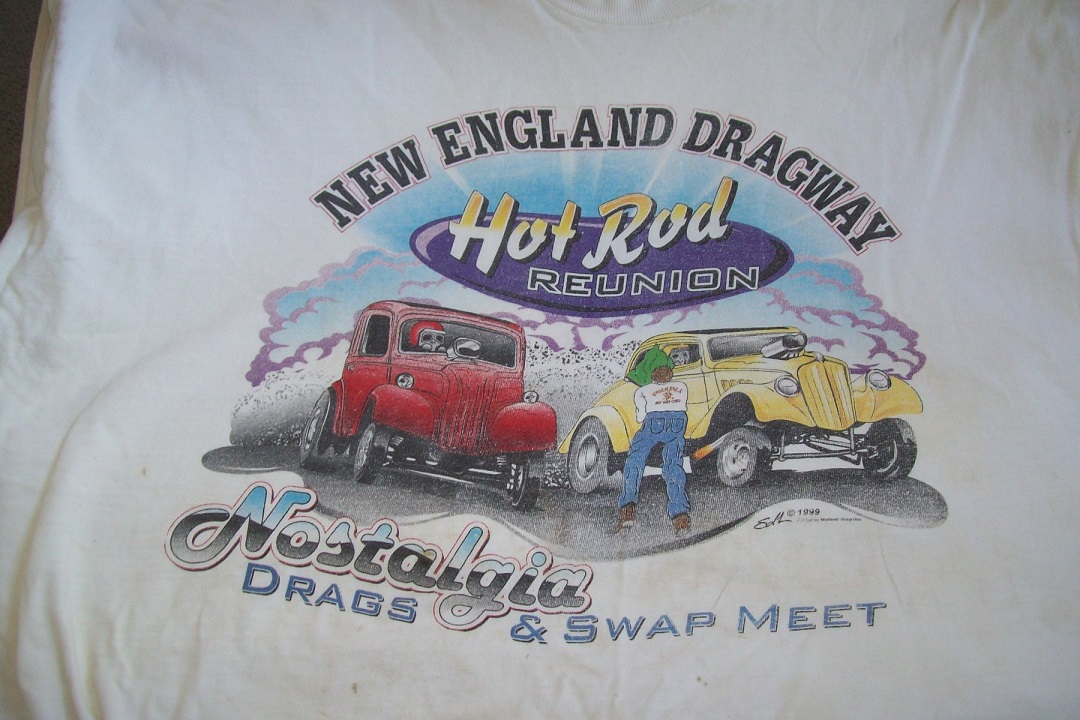 NEW ENGLAND DRAGWAY
Hot Rod
REUNION
© 1999
Nostalgia
DRAGS & SWAP MEET